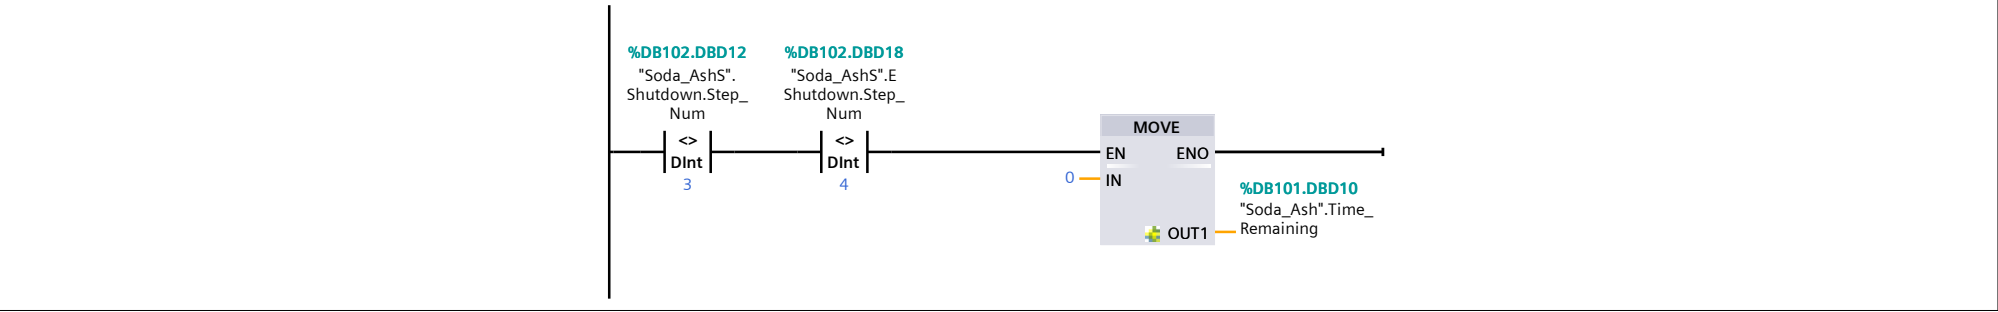 %DB102.DBD12
"Soda_AshS".
Shutdown.Step_
Num
<>
DInt
3
%DB102.DBD18
"Soda_AshS".E
Shutdown.Step_
Num
<>
DInt
4
MOVE
EN ENO
0 IN
OUT1
%DB101.DBD10
"Soda_Ash".Time_
Remaining